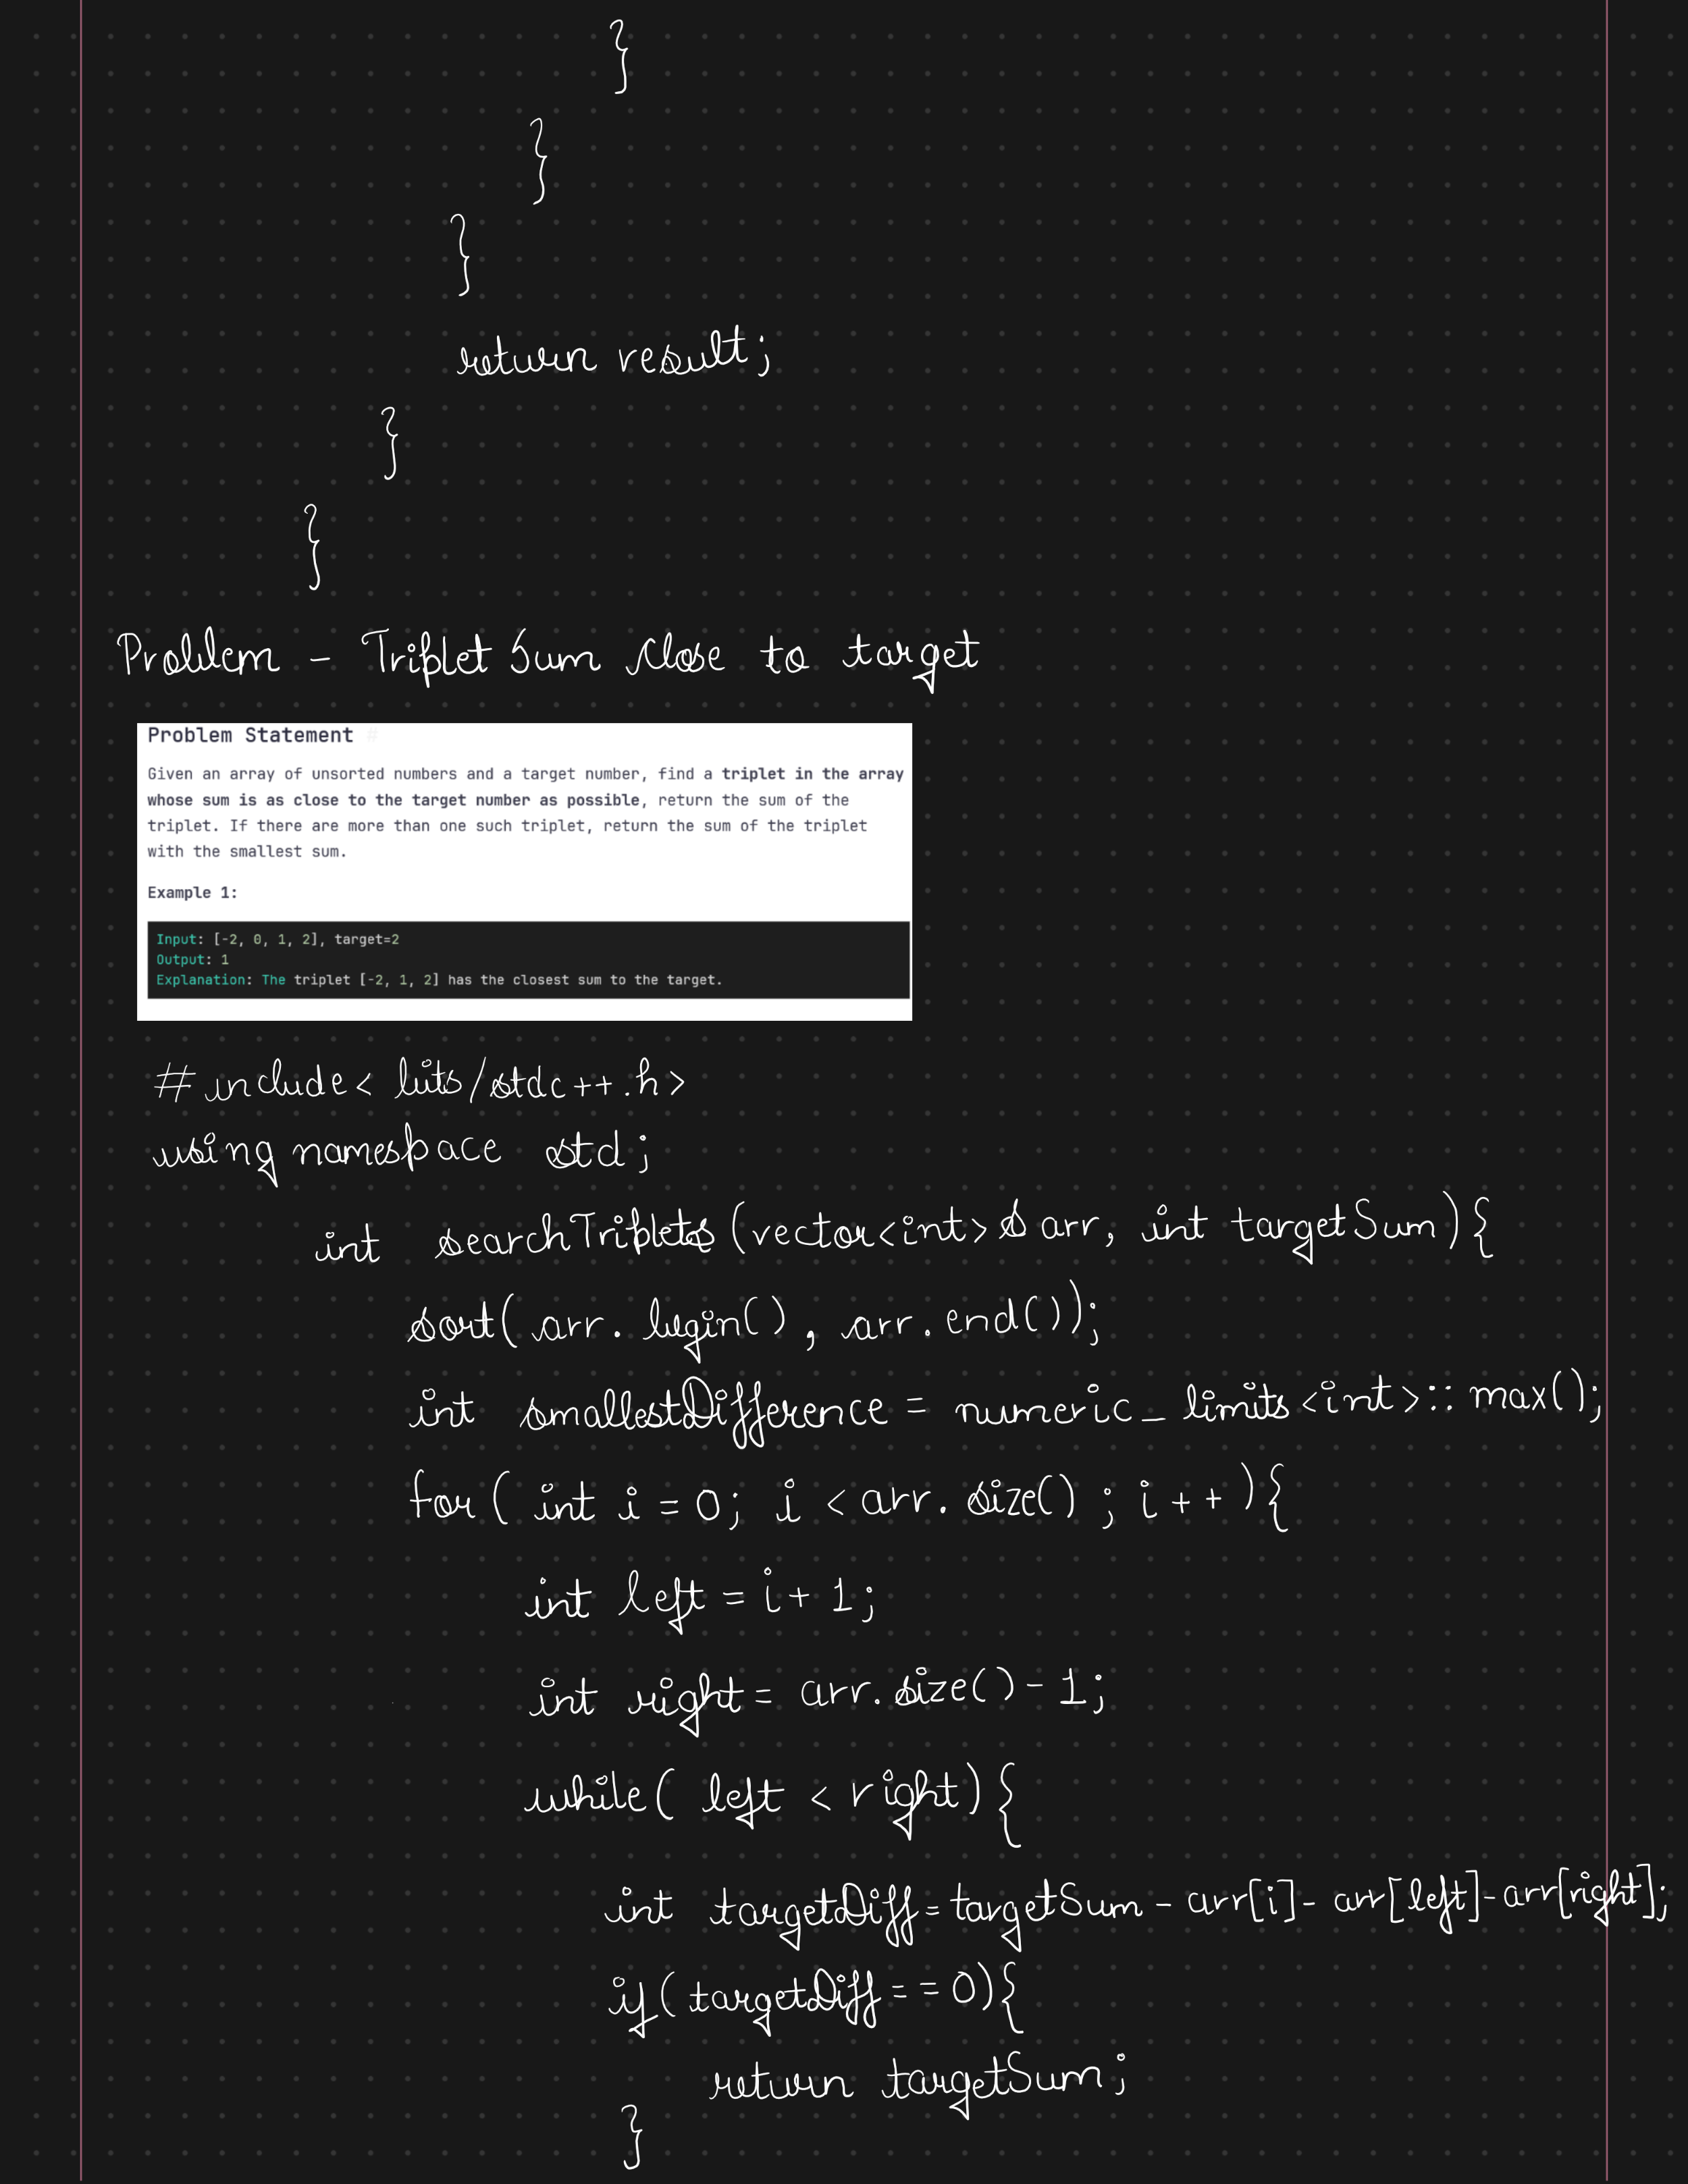 }
}
}
return result;
}
}
Problem - Triplet Sum Close to target
Problem Statement #
Given an array of unsorted numbers and a target number, find a triplet in the array
whose sum is as close to the target number as possible, return the sum of the
triplet. If there are more than one such triplet, return the sum of the triplet
with the smallest sum.
Example 1:
Input: [-2, 0, 1, 2], target=2
Output: 1
Explanation: The triplet [-2, 1, 2] has the closest sum to the target.
#include< bits/stdc++.h>
using namespace std;
int searchTriplets (vector<int>& arr, int targetSum){
sort( arr. begin() , arr. end());
int smallestDifference = numeric_limits<int>:: max();
for( int i = 0; i < arr. size() ; i++ ){
int left = i + 1;
int right = arr. size() - 1;
while( left < right) {
int targetDiff = targetSum - arr[i] - arr[left] - arr[right];
if( targetDiff == 0){
return targetSum;
}